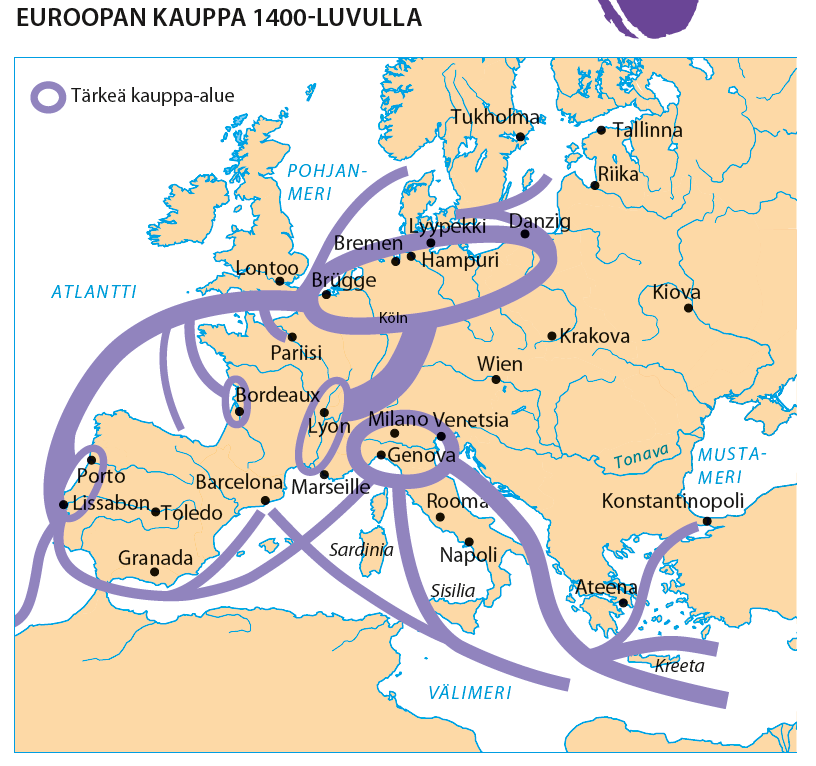 EUROOPAN KAUPPA 1400-LUVULLA
Tärkeä kauppa-alue
Tukholma
Tallinna
POHJAN-
MERI
Riika
Lyypekki
Danzig
Bremen
Hampuri
Lontoo
Brügge
ATLANTTI
Kiova
Köln
Krakova
Pariisi
Wien
Bordeaux
Lyon
Milano
Venetsia
Genova
Tonava
MUSTA-
MERI
Porto
Barcelona
Marseille
Lissabon
Toledo
Rooma
Konstantinopoli
Granada
Sardinia
Napoli
Sisilia
Ateena
Kreeta
VÄLIMERI